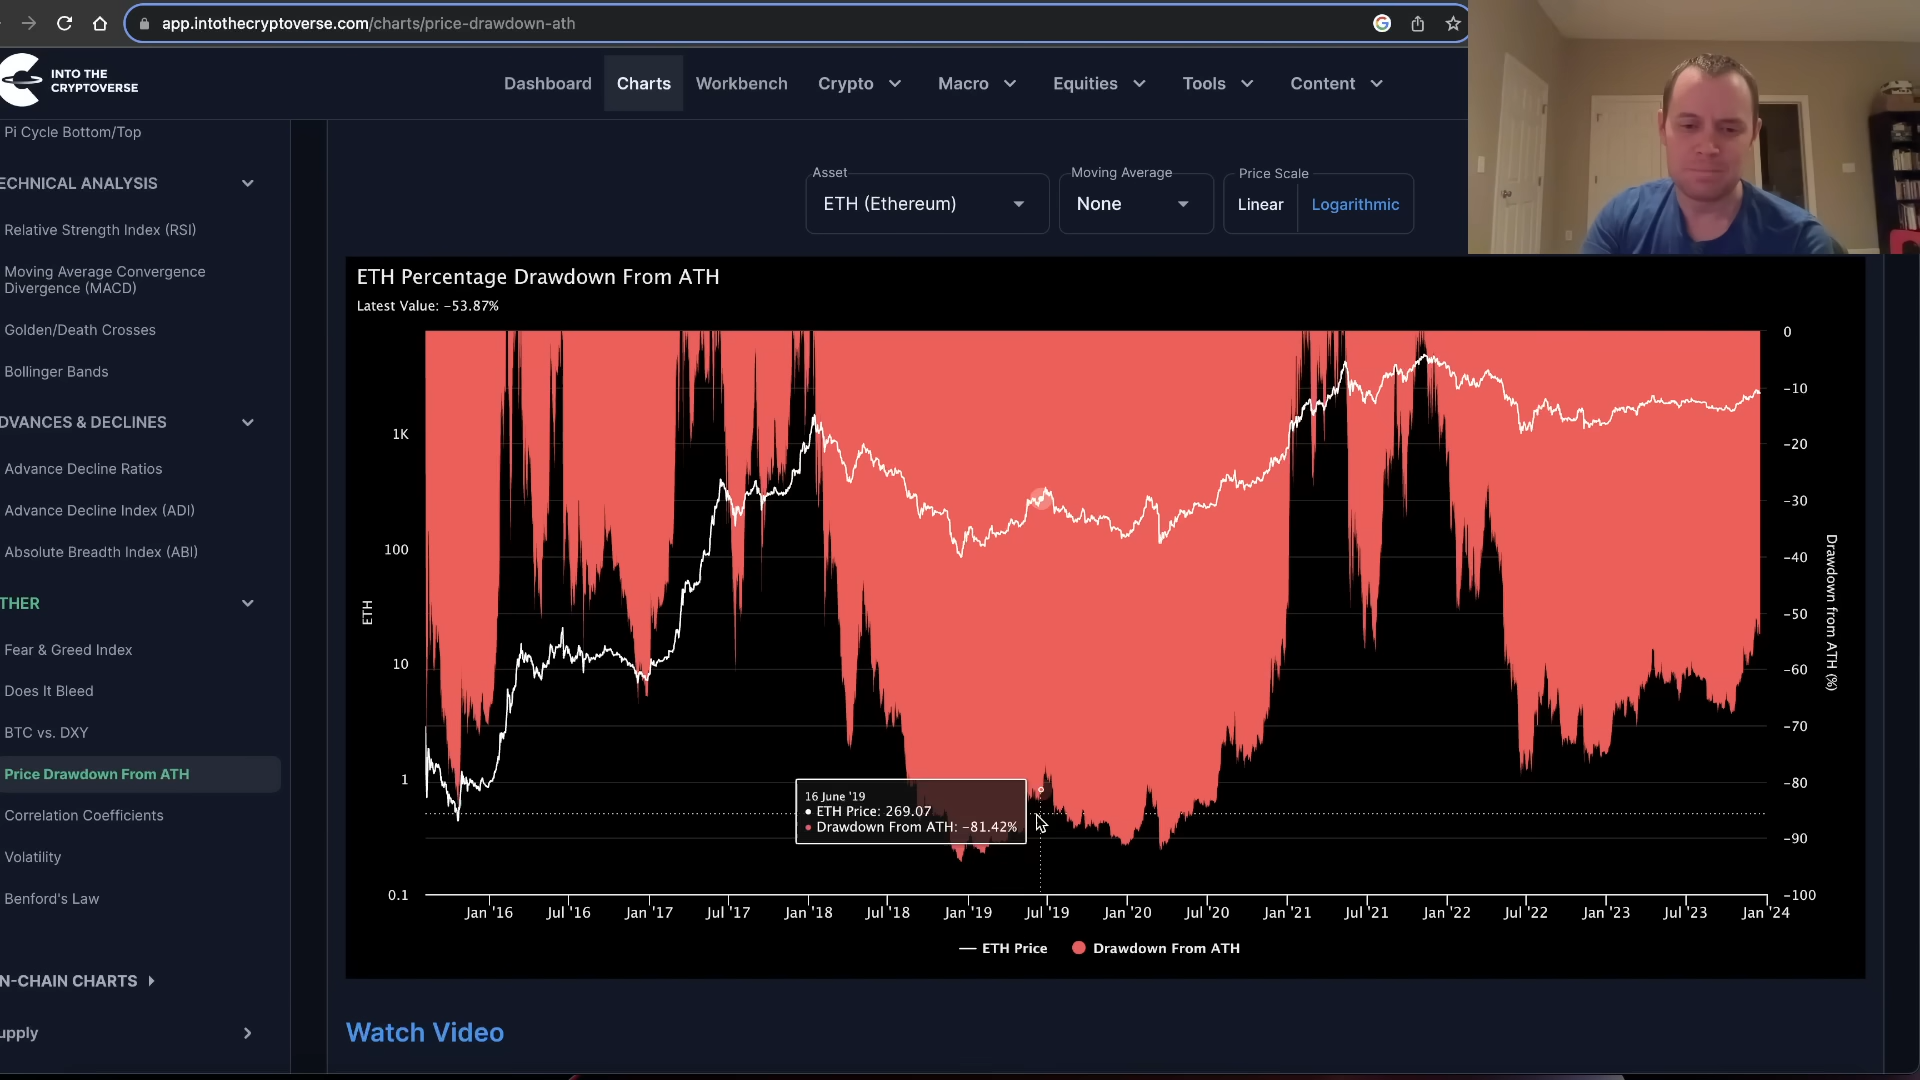 app.intothecryptoverse.com/charts/price-drawdown-ath
INTO THE
CRYPTOVERSE
Dashboard
Charts
Workbench
Crypto
Macro
Equities
Tools
Content
Pi Cycle Bottom/Top
ECHNICAL ANALYSIS
Relative Strength Index (RSI)
Moving Average Convergence
Divergence (MACD)
Golden/Death Crosses
Bollinger Bands
DVANCES & DECLINES
Advance Decline Ratios
Advance Decline Index (ADI)
Absolute Breadth Index (ABI)
THER
Fear & Greed Index
Does It Bleed
BTC vs. DXY
Price Drawdown From ATH
Correlation Coefficients
Volatility
Benford's Law
N-CHAIN CHARTS
upply
Asset
ETH (Ethereum)
Moving Average
None
Price Scale
Linear
Logarithmic
ETH Percentage Drawdown From ATH
Latest Value: -53.87%
1K
100
10
1
0.1
ETH
0
-10
-20
-30
-40
-50
-60
-70
-80
-90
-100
Drawdown from ATH (%)
16 June '19
ETH Price: 269.07
Drawdown From ATH: -81.42%
Jan '16
Jul '16
Jan '17
Jul '17
Jan '18
Jul '18
Jan '19
Jul '19
Jan '20
Jul '20
Jan '21
Jul '21
Jan '22
Jul '22
Jan '23
Jul '23
Jan '24
ETH Price
Drawdown From ATH
Watch Video